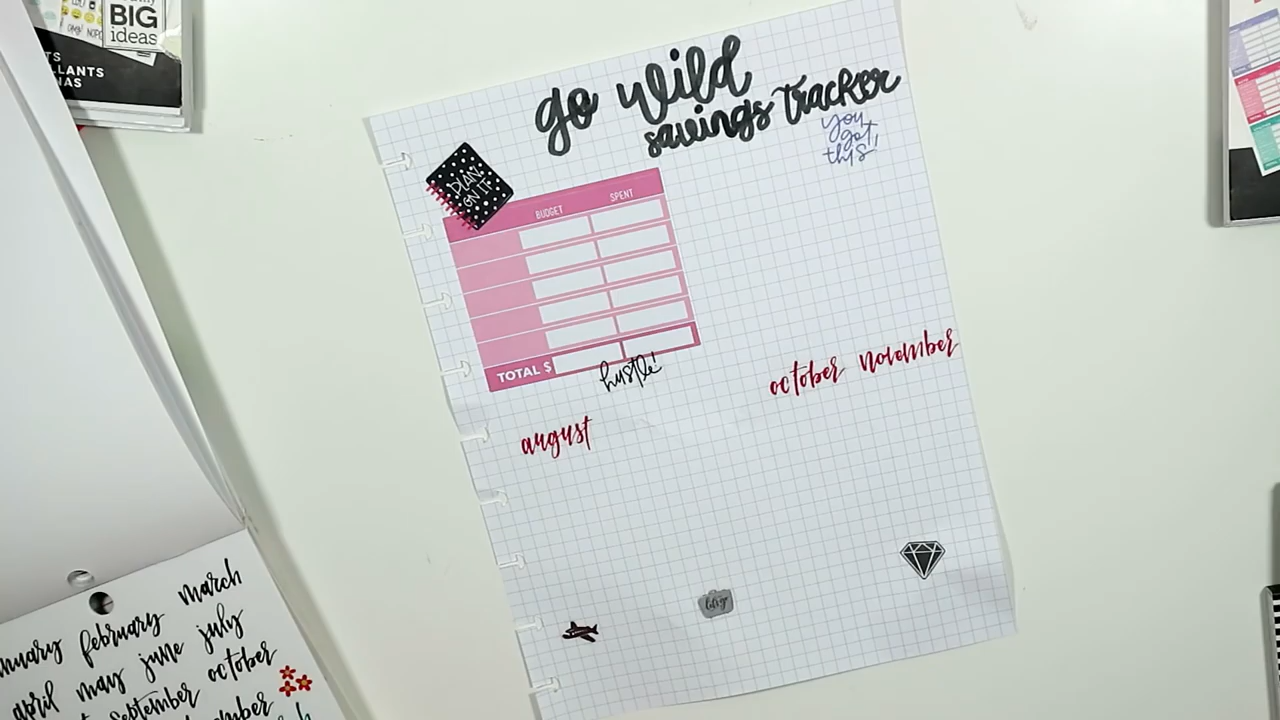 BIG
ideas
go wild
savings tracker
you
got
this!
PLAN
ON IT
BUDGET SPENT
TOTAL $
hustle!
october november
august
march
february
july
april may june
september october